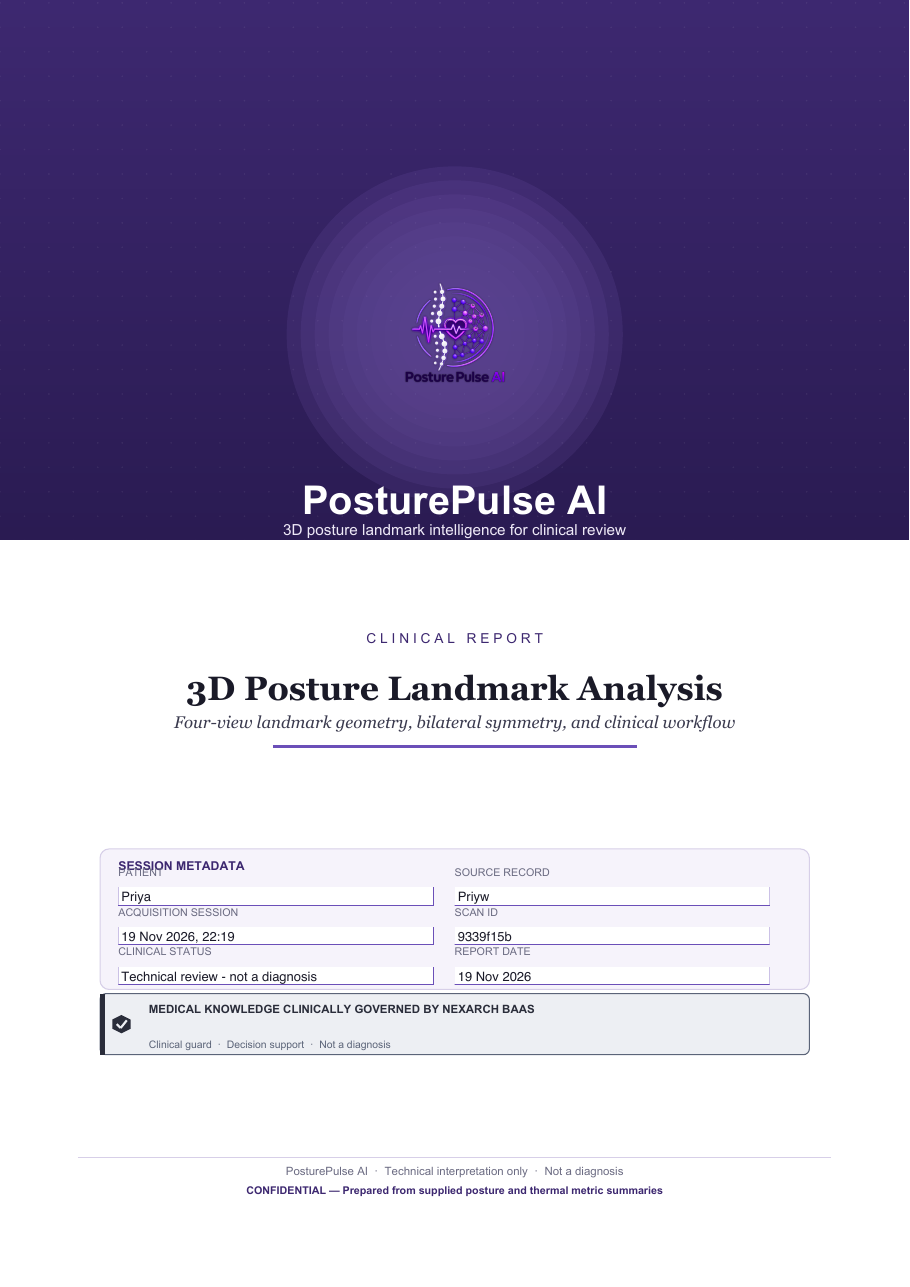 Posture Pulse AI
PosturePulse AI
3D posture landmark intelligence for clinical review
CLINICAL REPORT
3D Posture Landmark Analysis
Four-view landmark geometry, bilateral symmetry, and clinical workflow
SESSION METADATA
PATIENT SOURCE RECORD
Priya Priyw
ACQUISITION SESSION SCAN ID
19 Nov 2026, 22:19 9339f15b
CLINICAL STATUS REPORT DATE
Technical review - not a diagnosis 19 Nov 2026
MEDICAL KNOWLEDGE CLINICALLY GOVERNED BY NEXARCH BAAS
Clinical guard · Decision support · Not a diagnosis
PosturePulse AI · Technical interpretation only · Not a diagnosis
CONFIDENTIAL — Prepared from supplied posture and thermal metric summaries